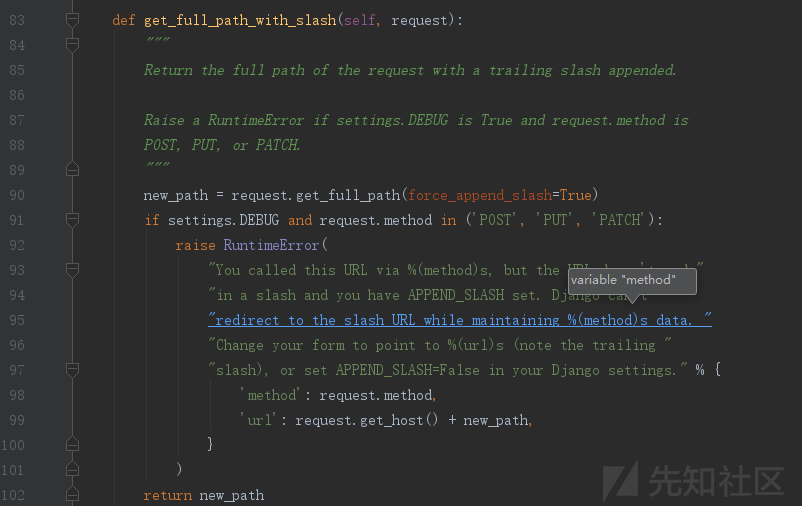 83 def get_full_path_with_slash(self, request):
84 """
85 Return the full path of the request with a trailing slash appended.
86
87 Raise a RuntimeError if settings.DEBUG is True and request.method is
88 POST, PUT, or PATCH.
89 """
90 new_path = request.get_full_path(force_append_slash=True)
91 if settings.DEBUG and request.method in ('POST', 'PUT', 'PATCH'):
92 raise RuntimeError(
93 "You called this URL via %(method)s, but the "
variable "method"
94 "in a slash and you have APPEND_SLASH set. Django
95 "redirect to the slash URL while maintaining %(method)s data. "
96 "Change your form to point to %(url)s (note the trailing "
97 "slash), or set APPEND_SLASH=False in your Django settings." % {
98 'method': request.method,
99 'url': request.get_host() + new_path,
100 }
101 )
102 return new_path
先知社区